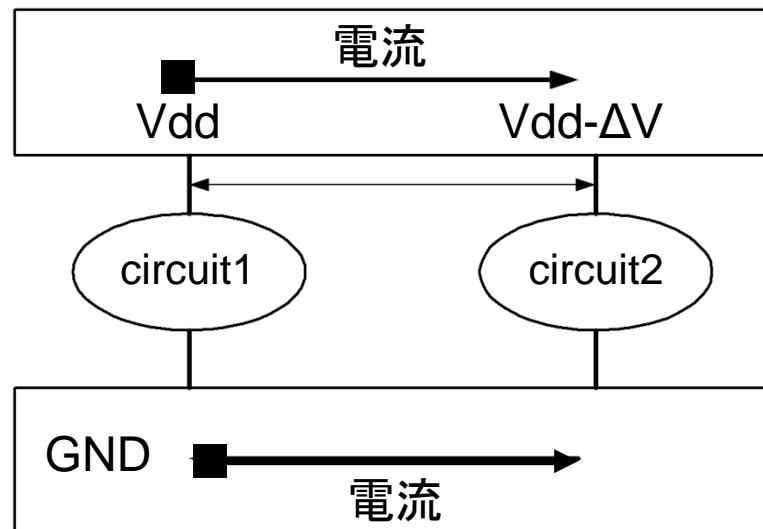 電流
Vdd Vdd-ΔV
circuit1 circuit2
GND
電流